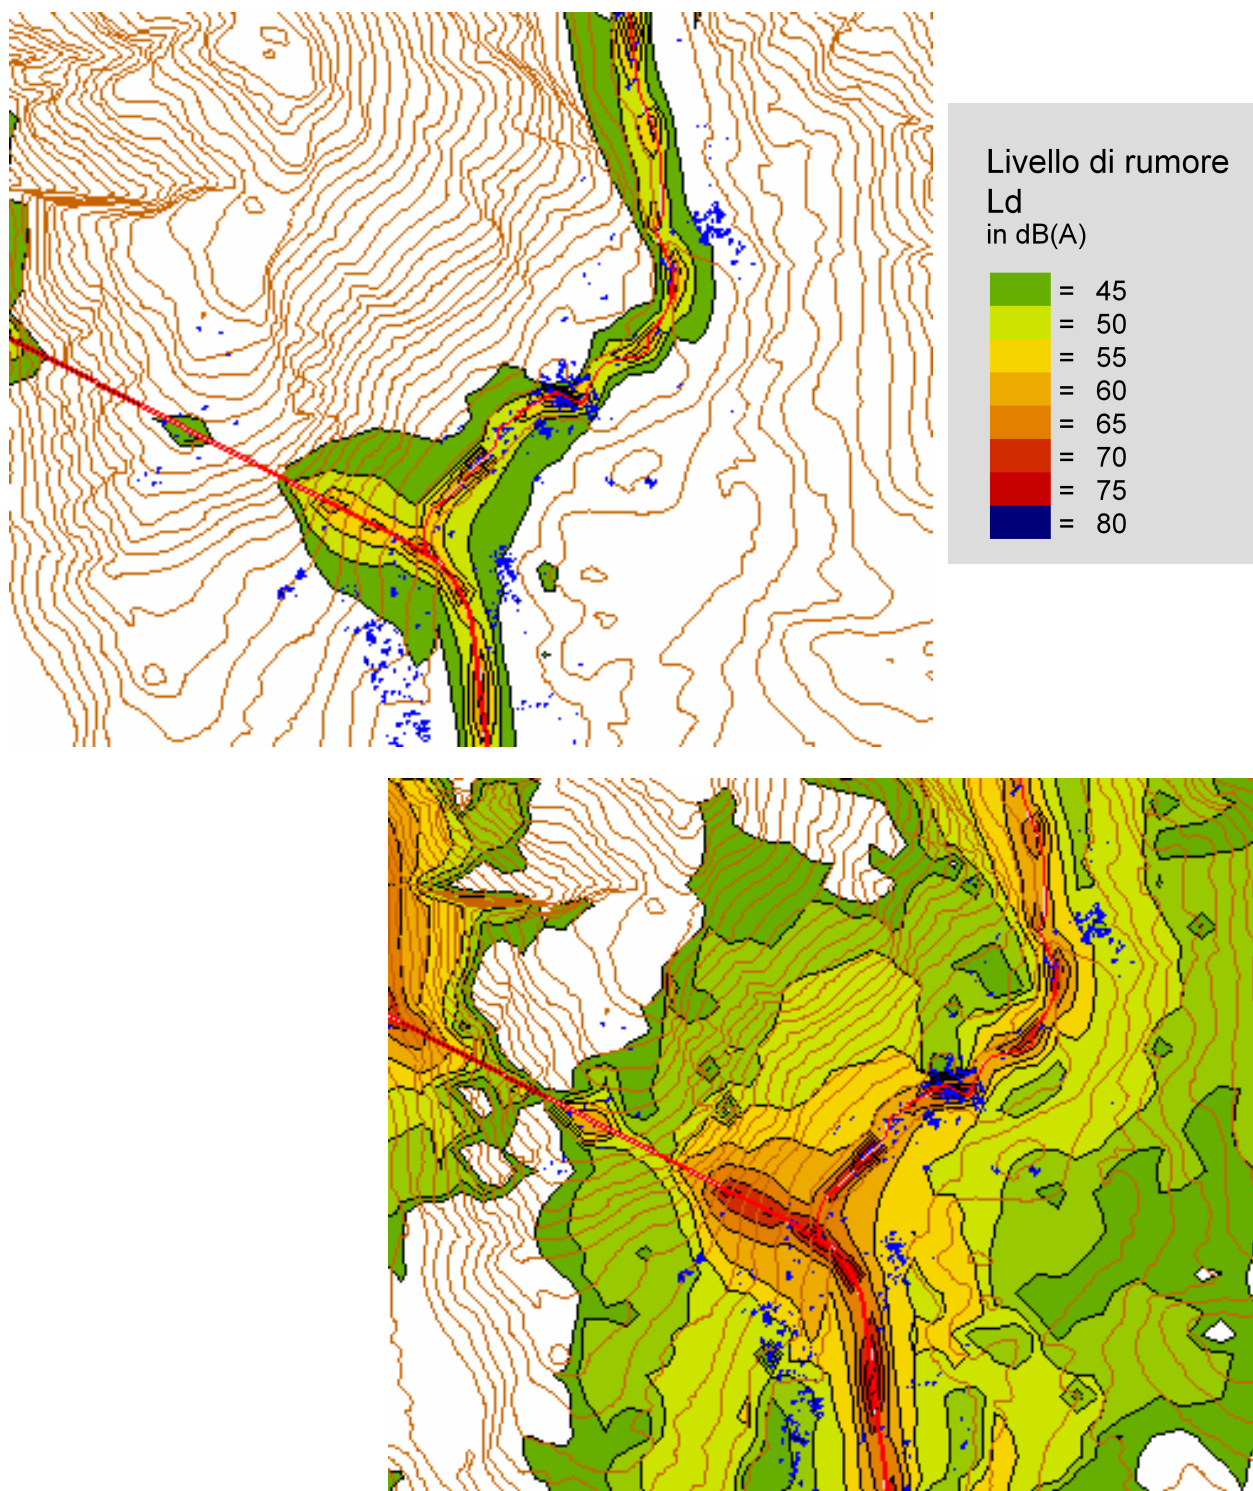 Livello di rumore
Ld
in dB(A)
= 45
= 50
= 55
= 60
= 65
= 70
= 75
= 80